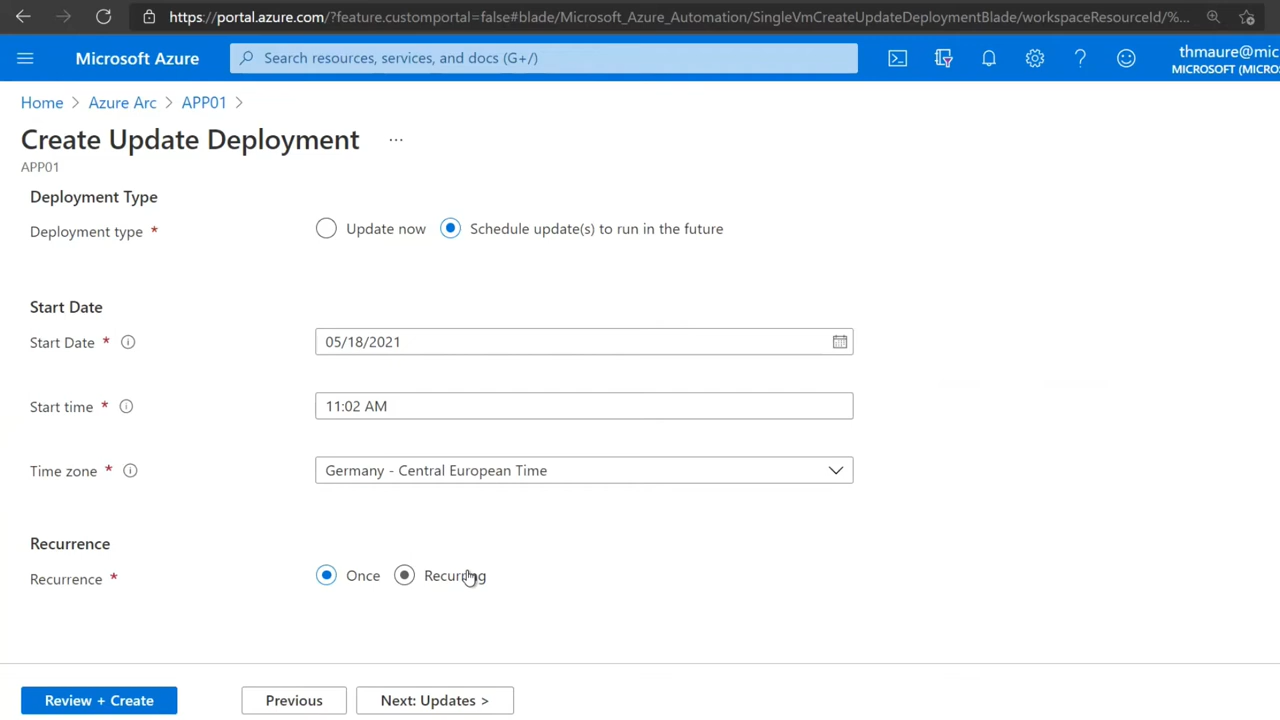 https://portal.azure.com/?feature.customportal=false#blade/Microsoft_Azure_Automation/SingleVmCreateUpdateDeploymentBlade/workspaceResourceId/%...
Microsoft Azure
Search resources, services, and docs (G+/)
thmaure@mic
MICROSOFT (MICROS
Home > Azure Arc > APP01 >
Create Update Deployment ...
APP01
Deployment Type
Deployment type *
Update now
Schedule update(s) to run in the future
Start Date
Start Date *
05/18/2021
Start time *
11:02 AM
Time zone *
Germany - Central European Time
Recurrence
Recurrence *
Once
Recurring
Review + Create
Previous
Next: Updates >